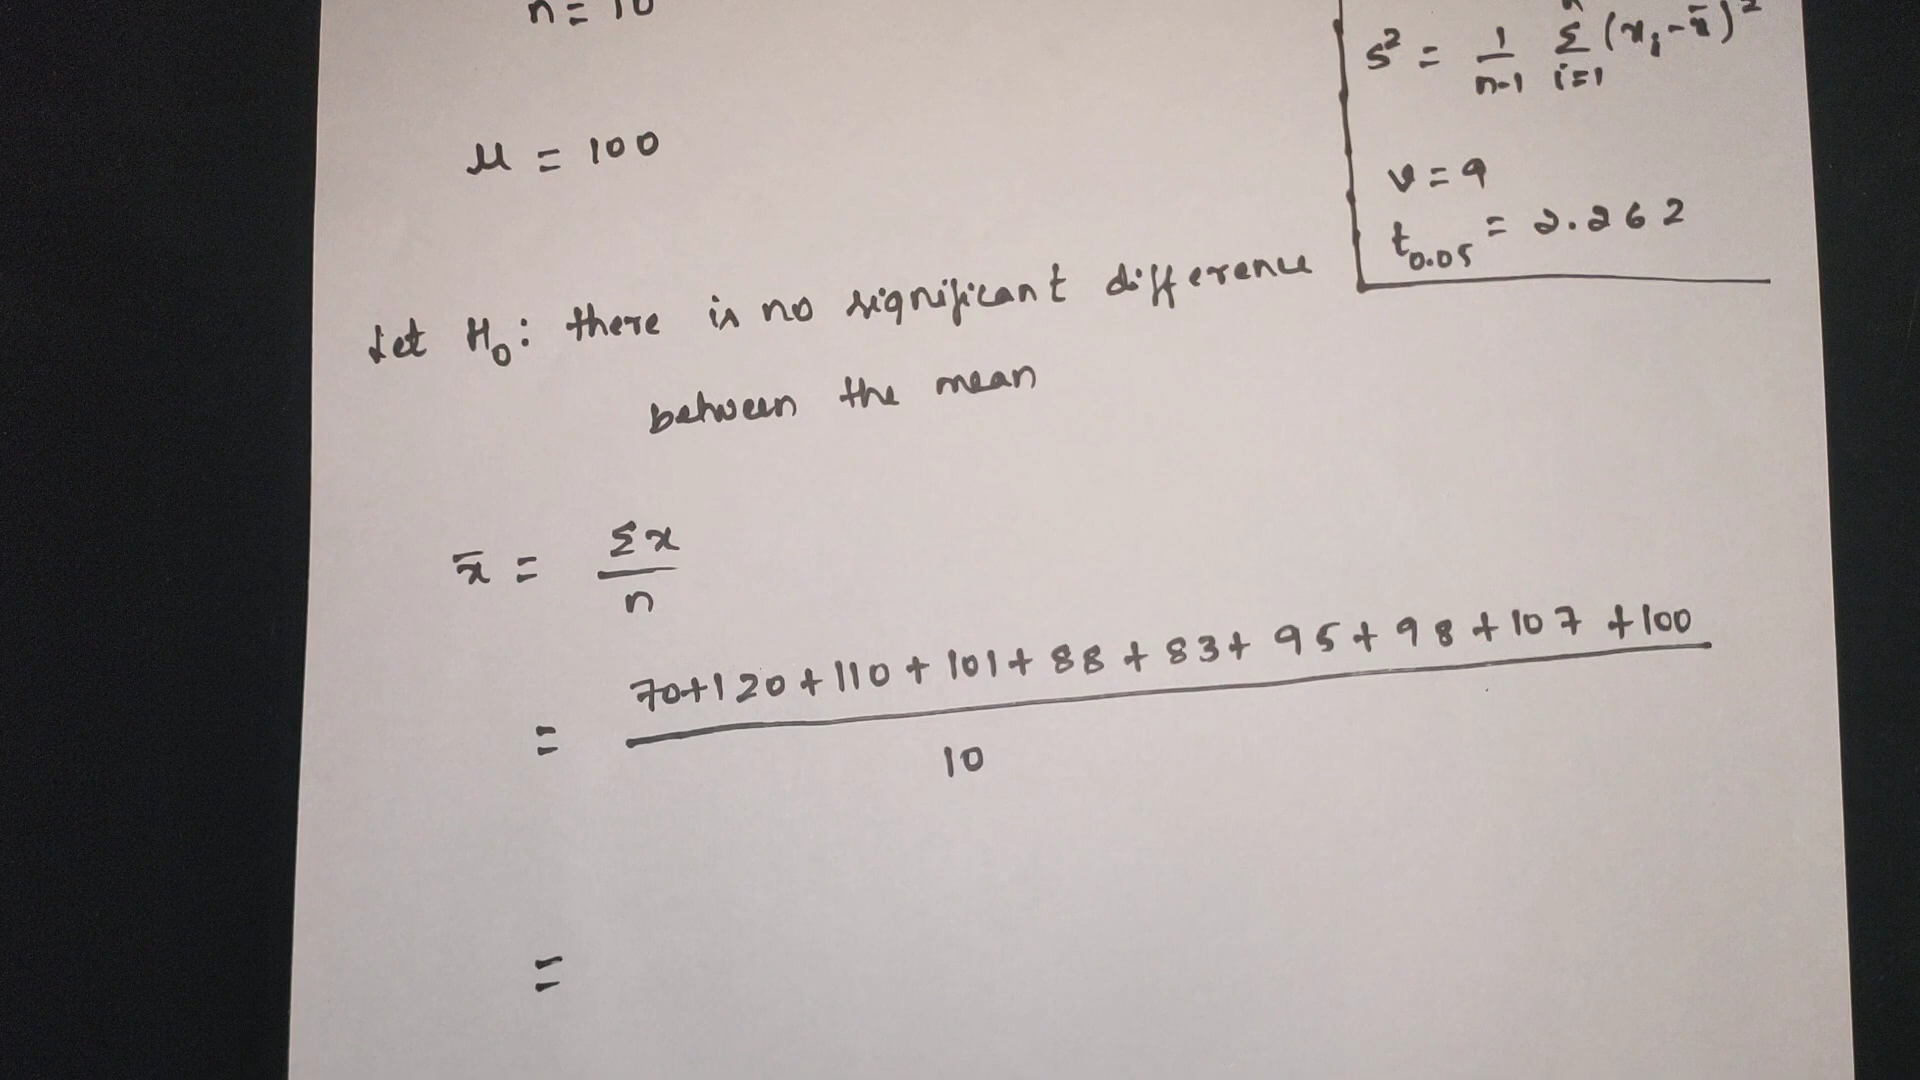 n = 10
μ = 100
Let H₀: there is no significant difference
between the mean
x̄ = Σx / n
= 70+120+110+101+88+83+95+98+107+100 / 10
=
s² = 1/(n-1) Σ i=1 n (xᵢ-x̄)²
ν = 9
t0.05 = 2.262